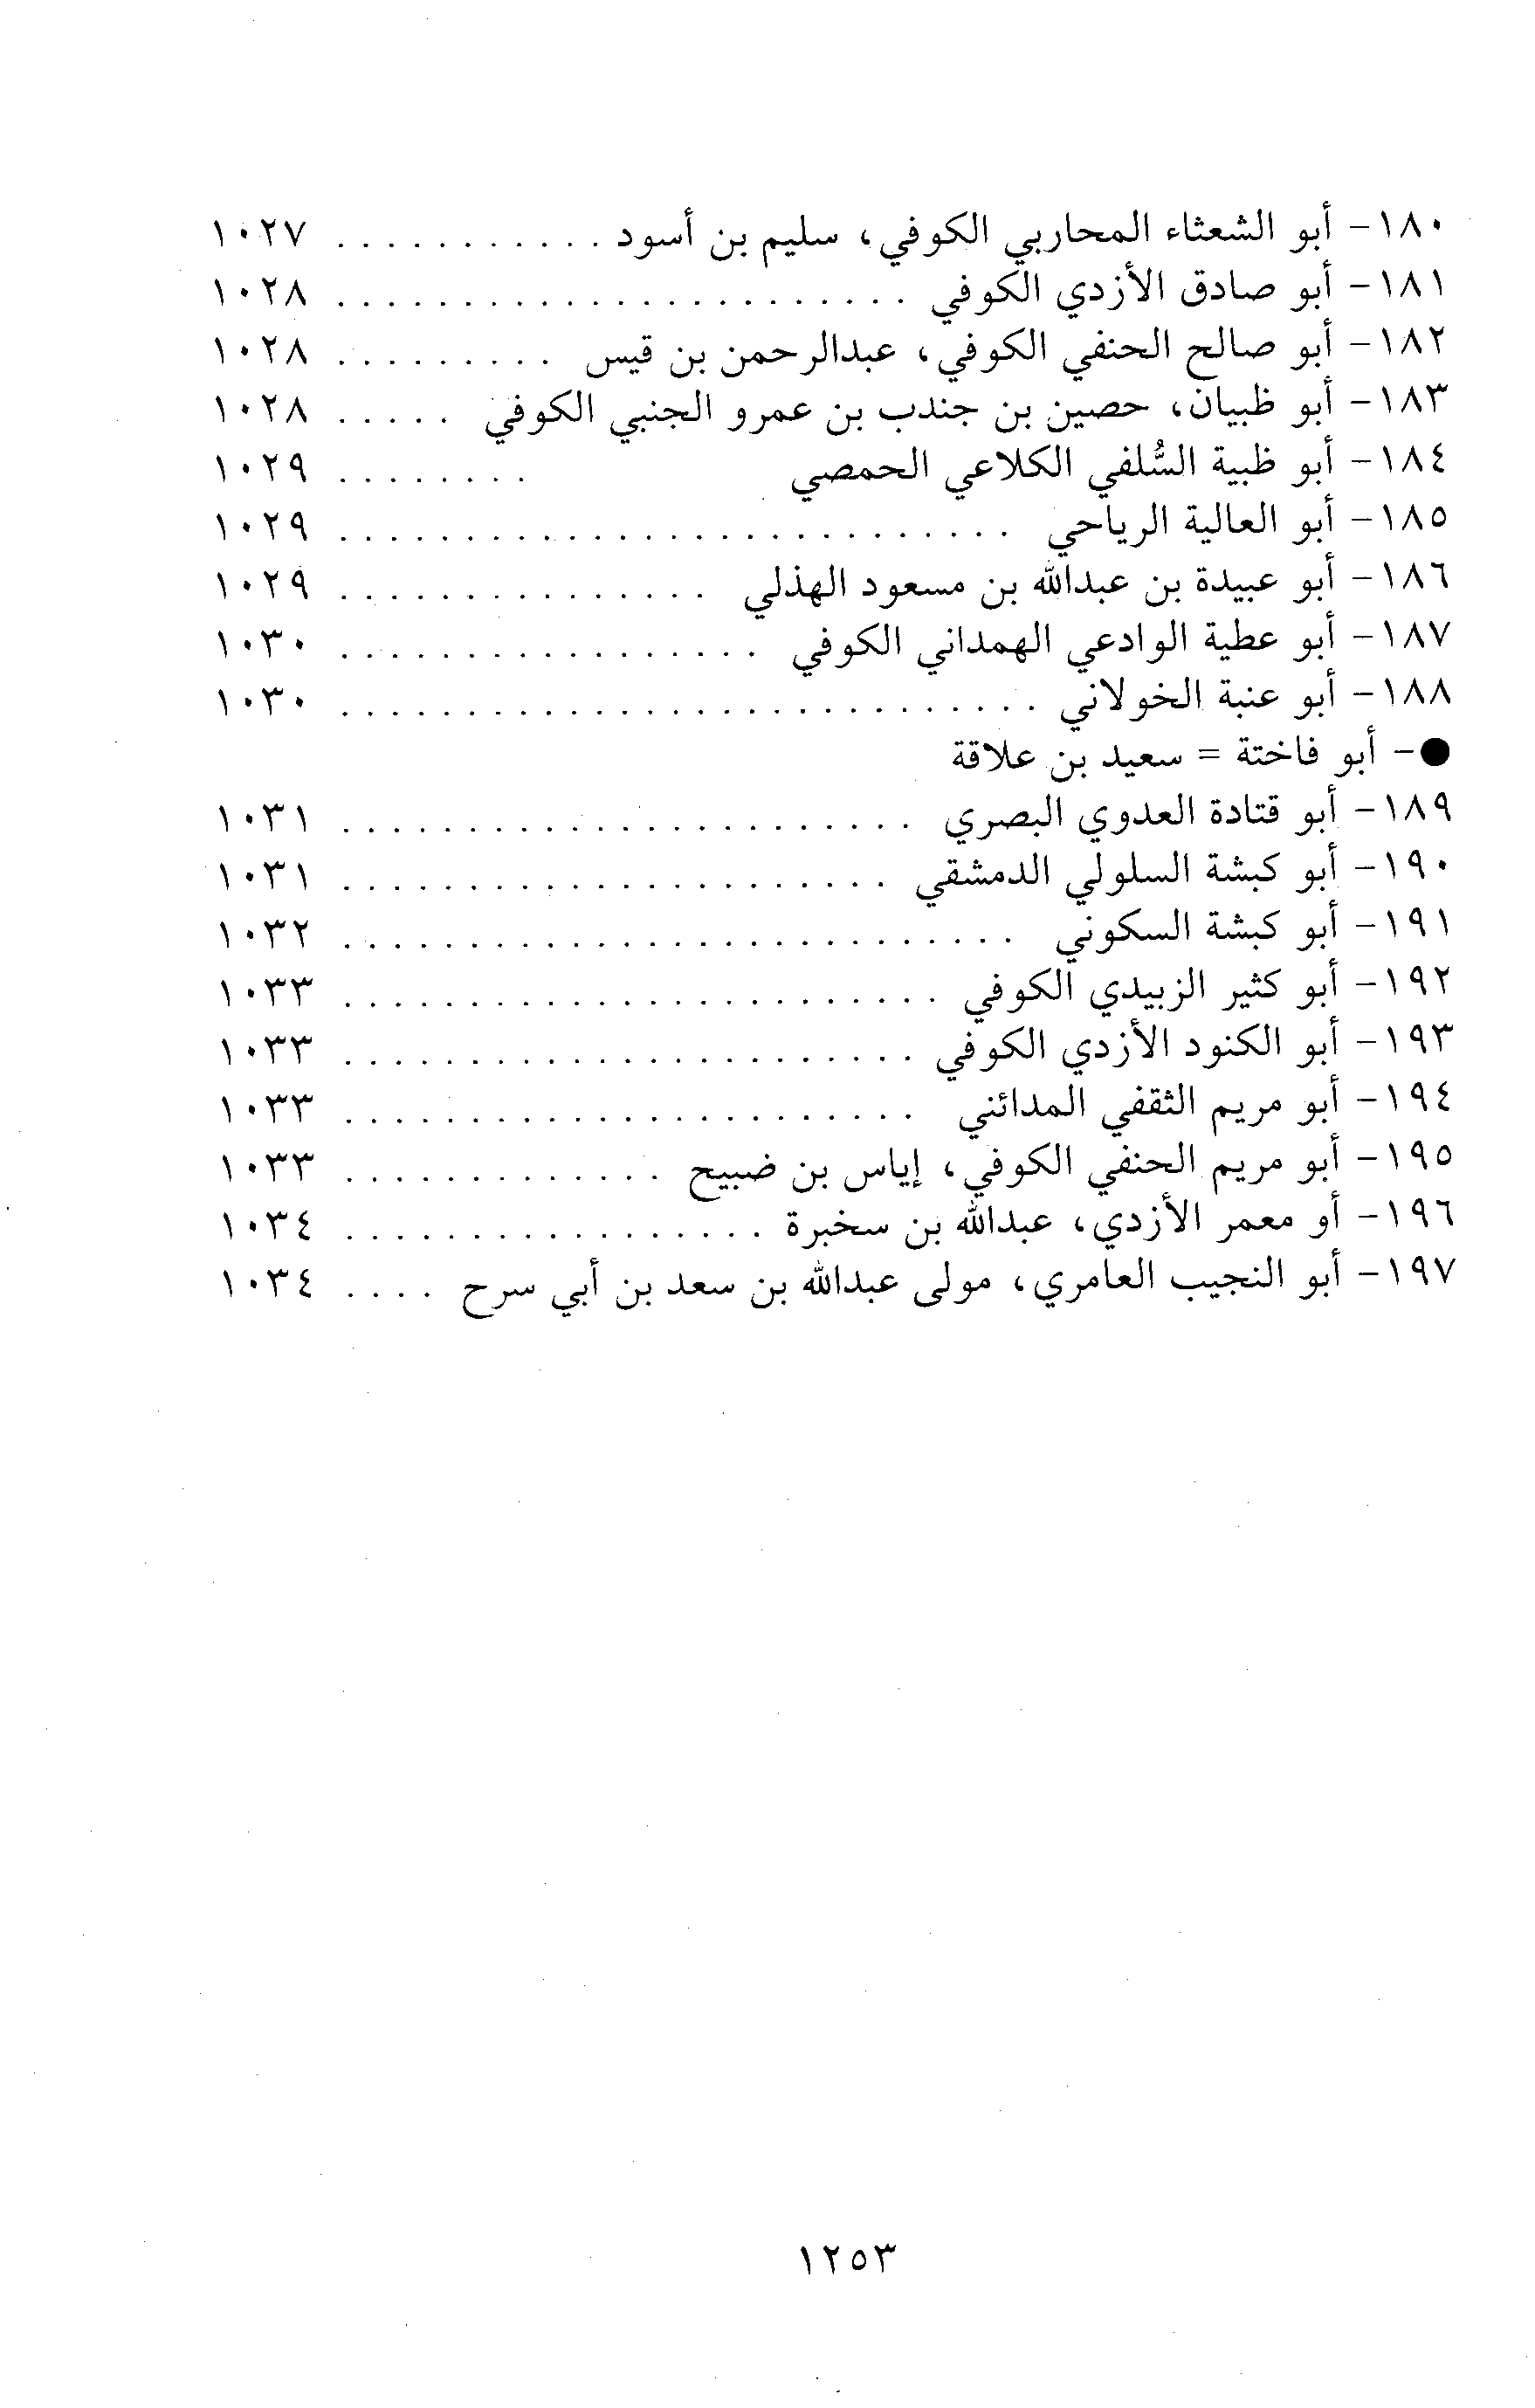 ١٨٠- أبو الشعثاء المحاربي الكوفي، سليم بن أسود . . . . . . . . . . . ١٠٢٧
١٨١- أبو صادق الأزدي الكوفي . . . . . . . . . . . . . . . . . . . . . . . ١٠٢٨
١٨٢- أبو صالح الحنفي الكوفي، عبدالرحمن بن قيس . . . . . . . . . ١٠٢٨
١٨٣- أبو ظبيان، حصين بن جندب بن عمرو الجنبي الكوفي . . . . . ١٠٢٨
١٨٤- أبو ظبية السُّلفي الكلاعي الحمصي . . . . . . . . ١٠٢٩
١٨٥- أبو العالية الرياحي . . . . . . . . . . . . . . . . . . . . . . . . . . . ١٠٢٩
١٨٦- أبو عبيدة بن عبدالله بن مسعود الهذلي . . . . . . . . . . . . . . . ١٠٢٩
١٨٧- أبو عطية الوادعي الهمداني الكوفي . . . . . . . . . . . . . . . . . ١٠٣٠
١٨٨- أبو عنبة الخولاني . . . . . . . . . . . . . . . . . . . . . . . . . . . . ١٠٣٠
●- أبو فاختة = سعيد بن علاقة
١٨٩- أبو قتادة العدوي البصري . . . . . . . . . . . . . . . . . . . . . . . ١٠٣١
١٩٠- أبو كبشة السلولي الدمشقي . . . . . . . . . . . . . . . . . . . . . . ١٠٣١
١٩١- أبو كبشة السكوني . . . . . . . . . . . . . . . . . . . . . . . . . . . ١٠٣٢
١٩٢- أبو كثير الزبيدي الكوفي . . . . . . . . . . . . . . . . . . . . . . . . ١٠٣٣
١٩٣- أبو الكنود الأزدي الكوفي . . . . . . . . . . . . . . . . . . . . . . . ١٠٣٣
١٩٤- أبو مريم الثقفي المدائني . . . . . . . . . . . . . . . . . . . . . . . ١٠٣٣
١٩٥- أبو مريم الحنفي الكوفي، إياس بن ضبيح . . . . . . . . . . . . . ١٠٣٣
١٩٦- أو معمر الأزدي، عبدالله بن سخبرة . . . . . . . . . . . . . . . . . ١٠٣٤
١٩٧- أبو النجيب العامري، مولى عبدالله بن سعد بن أبي سرح . . . . ١٠٣٤
١٢٥٣